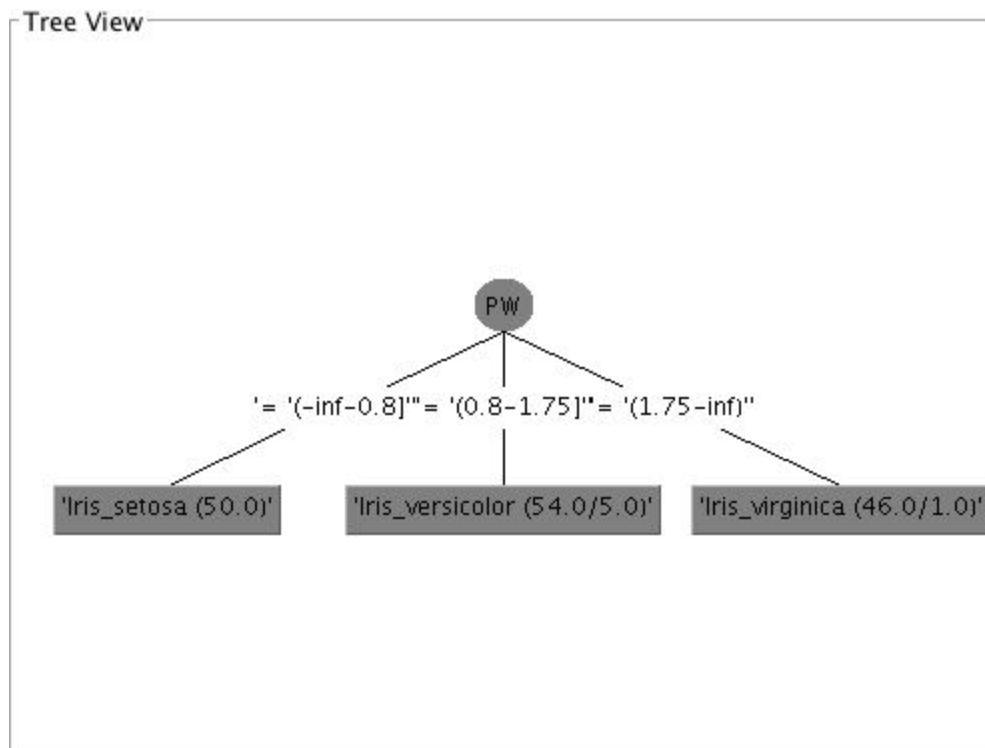 Tree View
PW
'= '(-inf-0.8]'''= '(0.8-1.75]'''= '(1.75-inf)''
'Iris_setosa (50.0)' 'Iris_versicolor (54.0/5.0)' 'Iris_virginica (46.0/1.0)'